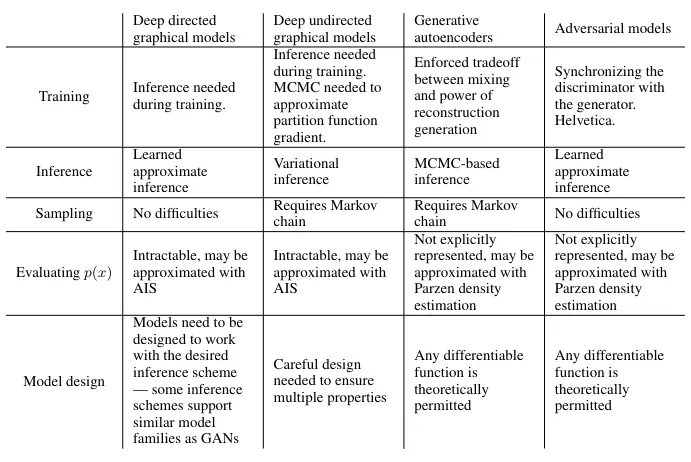 Deep directed
graphical models
Deep undirected
graphical models
Generative
autoencoders
Adversarial models
Training
Inference needed
during training.
Inference needed
during training.
MCMC needed to
approximate
partition function
gradient.
Enforced tradeoff
between mixing
and power of
reconstruction
generation
Synchronizing the
discriminator with
the generator.
Helvetica.
Inference
Learned
approximate
inference
Variational
inference
MCMC-based
inference
Learned
approximate
inference
Sampling
No difficulties
Requires Markov
chain
Requires Markov
chain
No difficulties
Evaluating p(x)
Intractable, may be
approximated with
AIS
Intractable, may be
approximated with
AIS
Not explicitly
represented, may be
approximated with
Parzen density
estimation
Not explicitly
represented, may be
approximated with
Parzen density
estimation
Model design
Models need to be
designed to work
with the desired
inference scheme
— some inference
schemes support
similar model
families as GANs
Careful design
needed to ensure
multiple properties
Any differentiable
function is
theoretically
permitted
Any differentiable
function is
theoretically
permitted